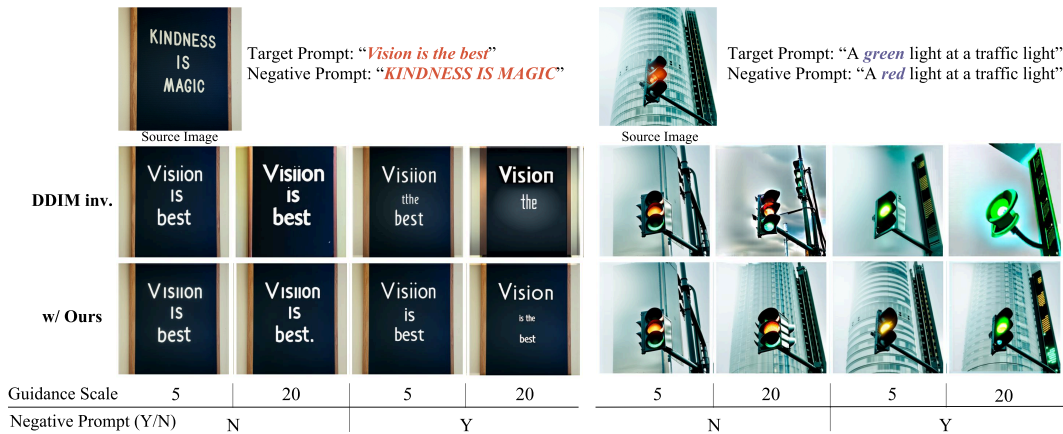 KINDNESS
IS
MAGIC
Target Prompt: “Vision is the best”
Negative Prompt: “KINDNESS IS MAGIC”
Source Image
Target Prompt: “A green light at a traffic light”
Negative Prompt: “A red light at a traffic light”
Source Image
DDIM inv.
Visiion
is
best
Visiion
is
best
Visiion
tthe
best
Vision
the
w/ Ours
Visiion
is
best
Visiion
is
best.
Visiion
is
best
Vision
is the
best
Guidance Scale 5 20 5 20 5 20 5 20
Negative Prompt (Y/N) N Y N Y